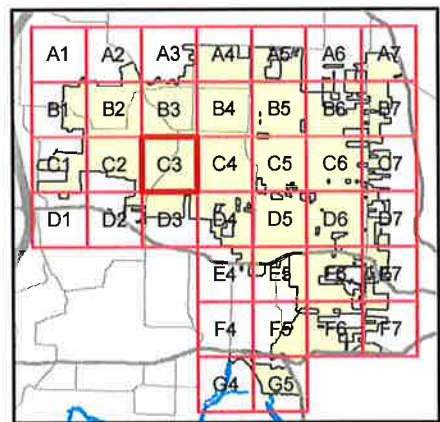 A1 A2 A3 A4 A5 A6 A7
B1 B2 B3 B4 B5 B6 B7
C1 C2 C3 C4 C5 C6 C7
D1 D2 D3 D4 D5 D6 D7
E4 E5 E6 E7
F4 F5 F6 F7
G4 G5